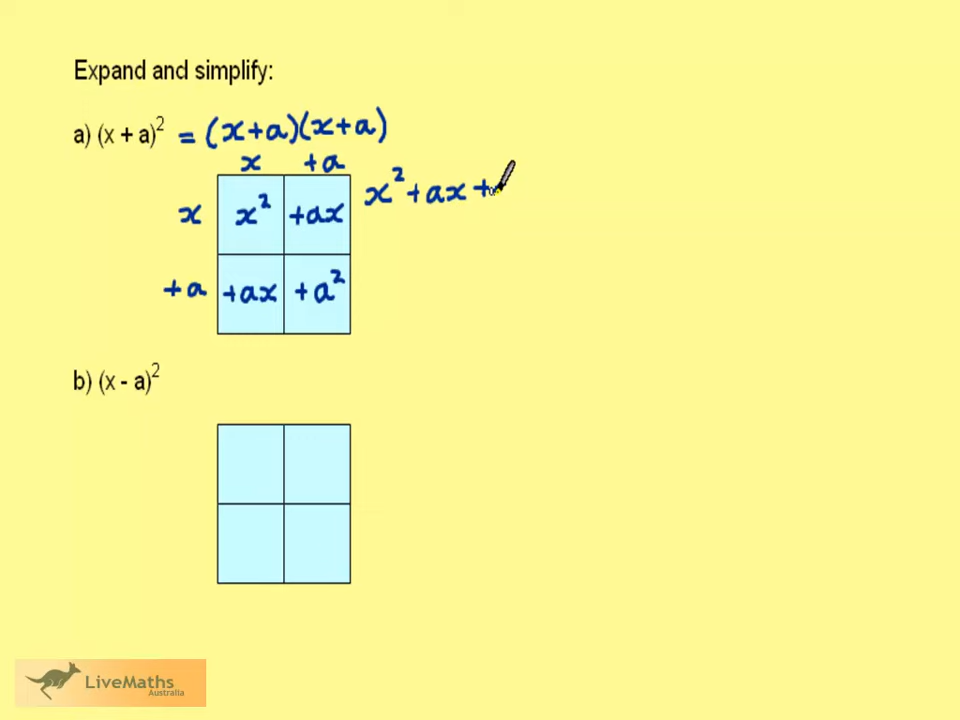 Expand and simplify:
a) (x + a)² = (x+a)(x+a)
x +a
x x² +ax x²+ax+
+a +ax +a²
b) (x - a)²
LiveMaths
Australia